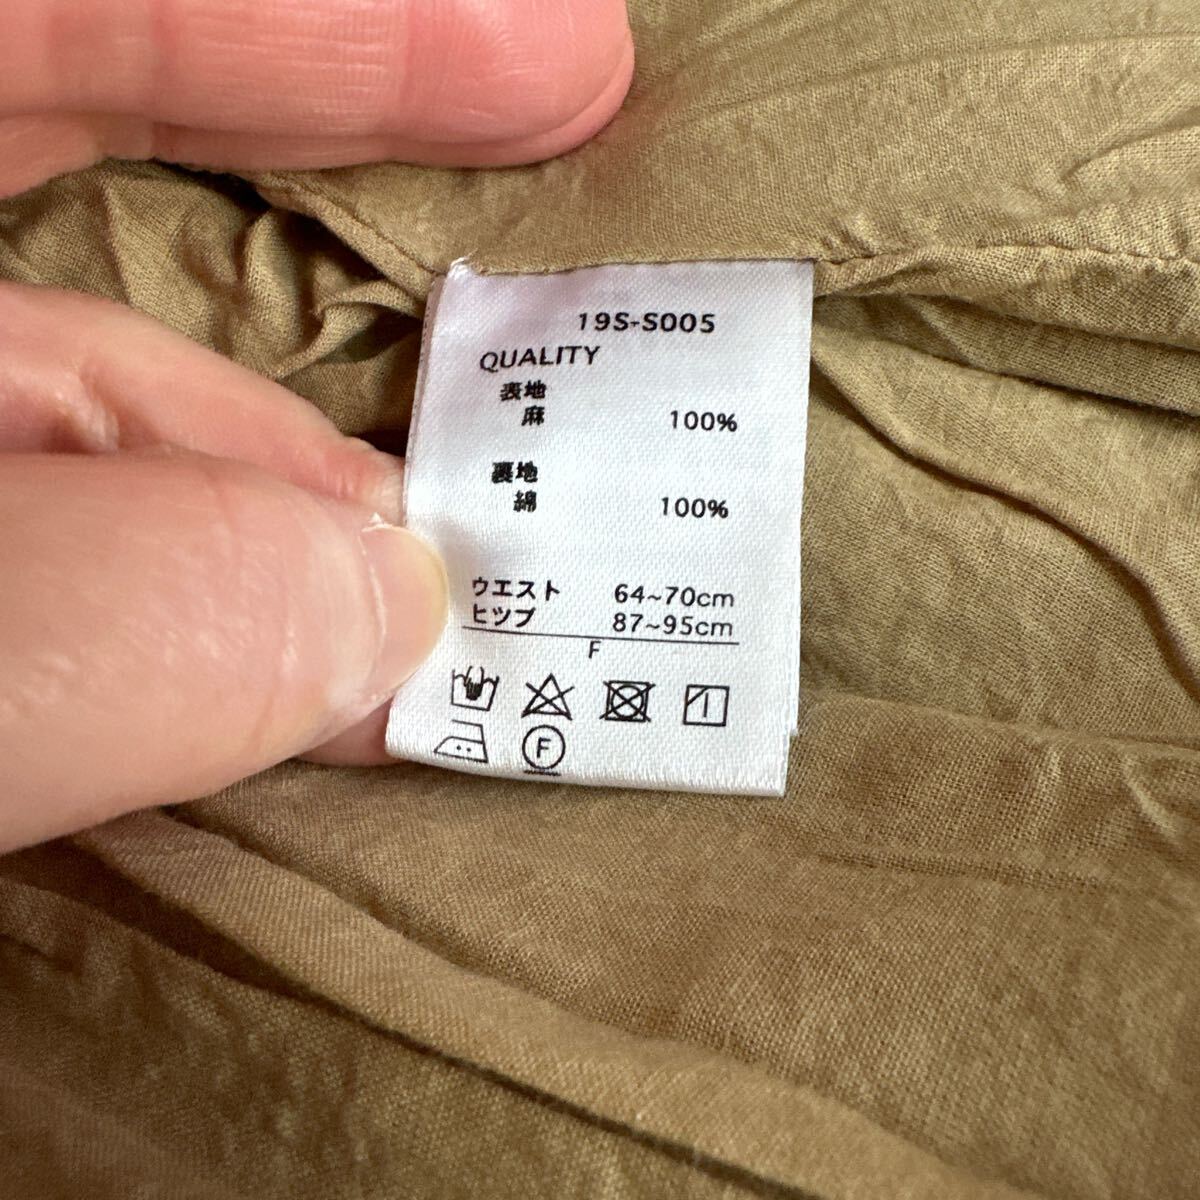 19S-S005
QUALITY
表地
麻 100%
裏地
綿 100%
ウエスト 64~70cm
ヒップ 87~95cm
F
F